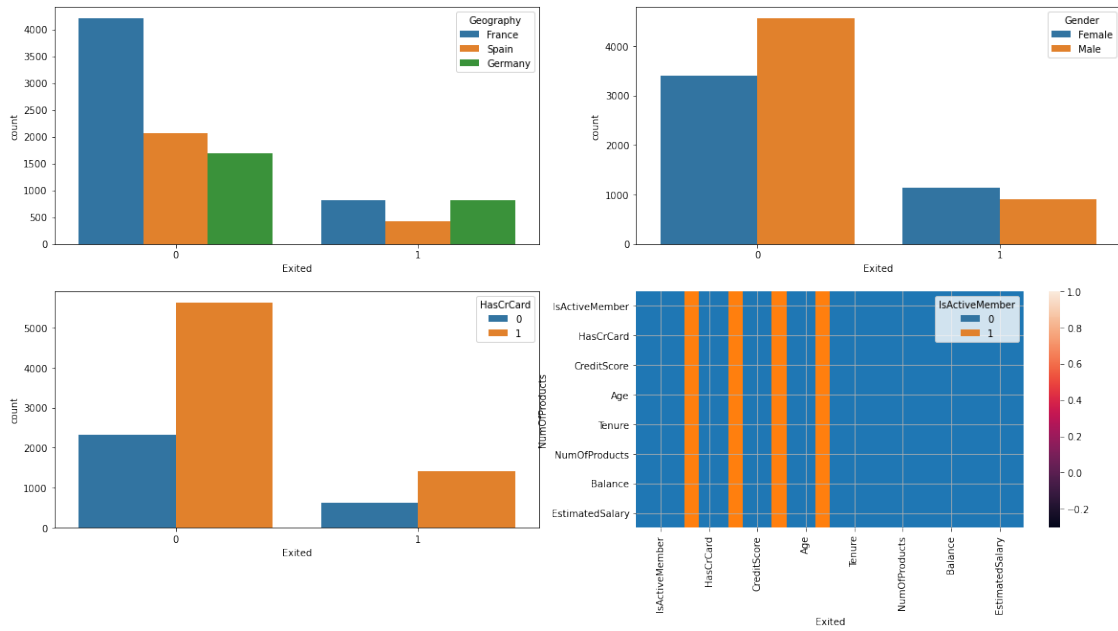 Geography
France
Spain
Germany
4000
3500
3000
2500
2000
1500
1000
500
0
count
0
1
Exited
Gender
Female
Male
4000
3000
2000
1000
0
count
0
1
Exited
HasCrCard
0
1
5000
4000
3000
2000
1000
0
count
0
1
Exited
IsActiveMember
0
1
IsActiveMember
HasCrCard
CreditScore
Age
Tenure
NumOfProducts
Balance
EstimatedSalary
NumOfProducts
IsActiveMember
HasCrCard
CreditScore
Age
Tenure
NumOfProducts
Balance
EstimatedSalary
Exited
1.0
0.8
0.6
0.4
0.2
0.0
−0.2